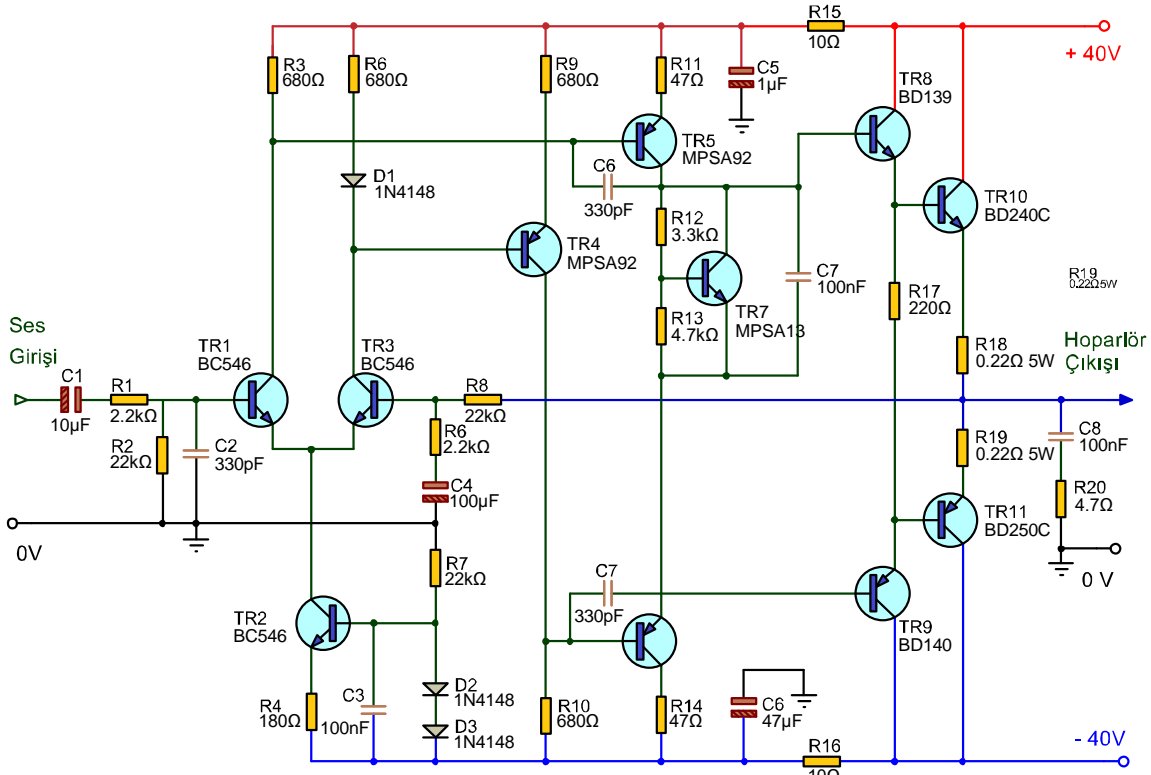 R15
10Ω
+ 40V
R3
680Ω
R6
680Ω
R9
680Ω
R11
47Ω
C5
1µF
TR8
BD139
TR5
MPSA92
D1
1N4148
C6
330pF
TR10
BD240C
R12
3.3kΩ
TR4
MPSA92
C7
100nF
R19
0.22Ω5W
R17
220Ω
TR7
MPSA13
R13
4.7kΩ
Ses
Girişi
TR1
BC546
TR3
BC546
R18
0.22Ω 5W
Hoparlör
Çıkışı
C1
10µF
R1
2.2kΩ
R8
22kΩ
R2
22kΩ
C2
330pF
R6
2.2kΩ
R19
0.22Ω 5W
C8
100nF
C4
100µF
R20
4.7Ω
TR11
BD250C
0V
0 V
R7
22kΩ
C7
330pF
TR2
BC546
TR9
BD140
R4
180Ω
C3
100nF
D2
1N4148
D3
1N4148
R10
680Ω
R14
47Ω
C6
47µF
- 40V
R16
10Ω